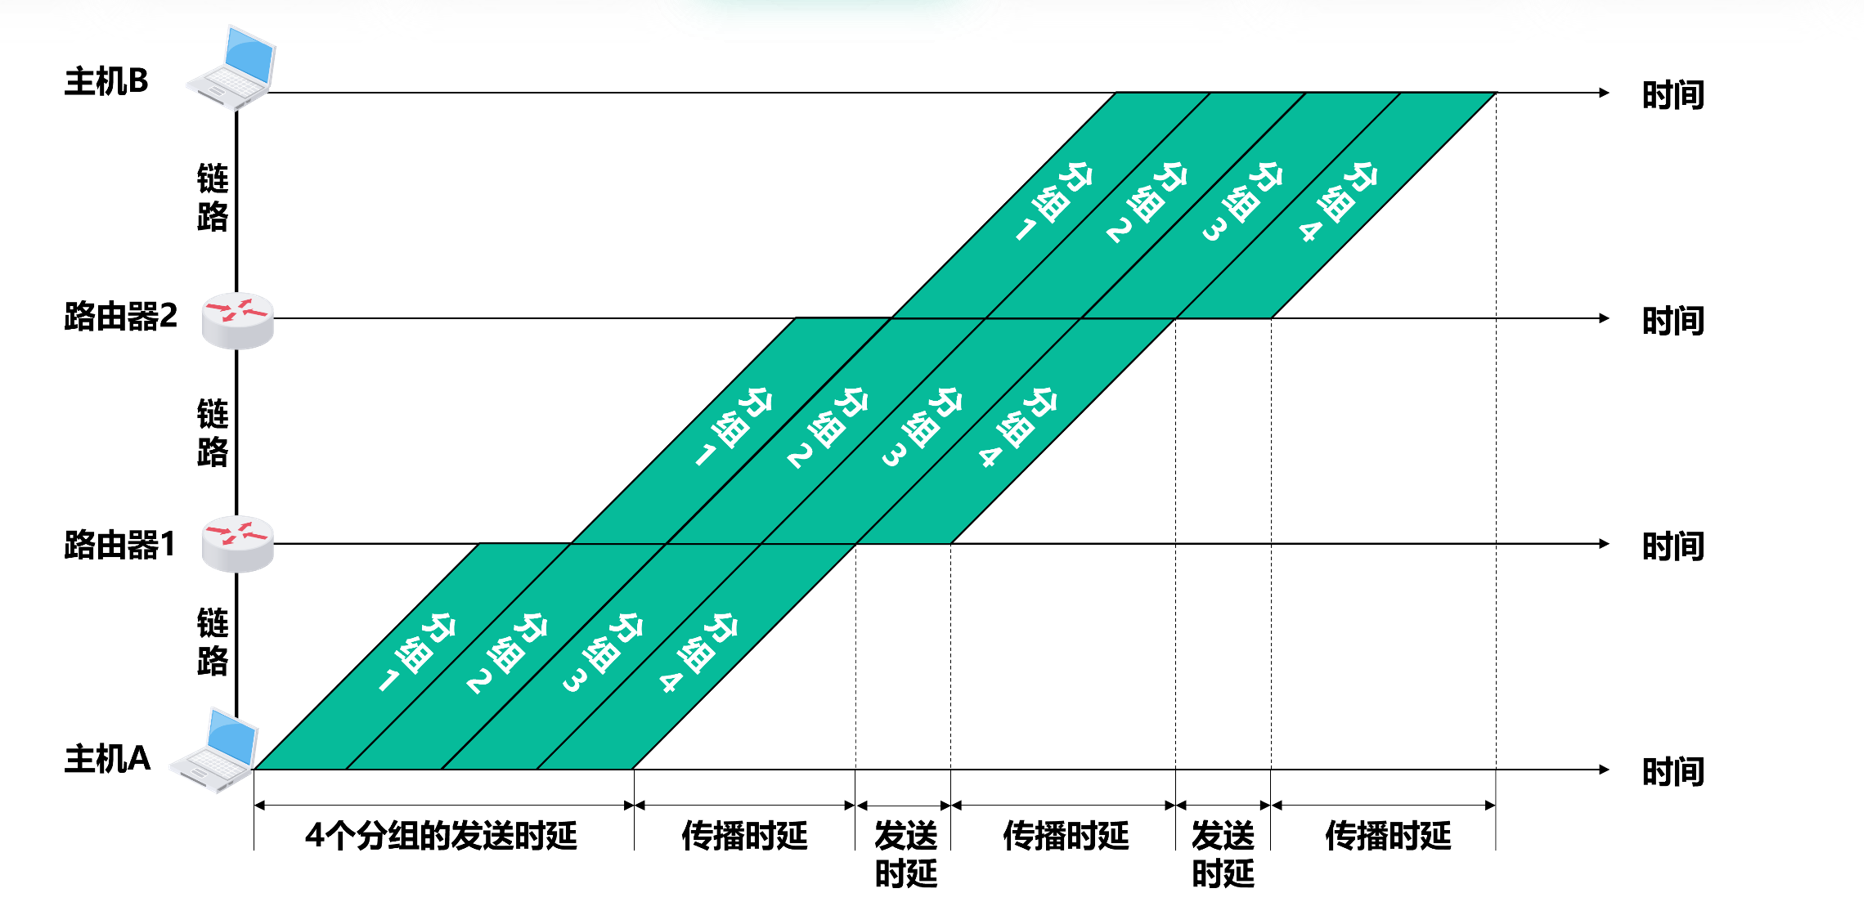 主机B
时间
链
路
分组1
分组2
分组3
分组4
路由器2
时间
链
路
分组1
分组2
分组3
分组4
路由器1
时间
链
路
分组1
分组2
分组3
分组4
主机A
时间
4个分组的发送时延
传播时延
发送
时延
传播时延
发送
时延
传播时延